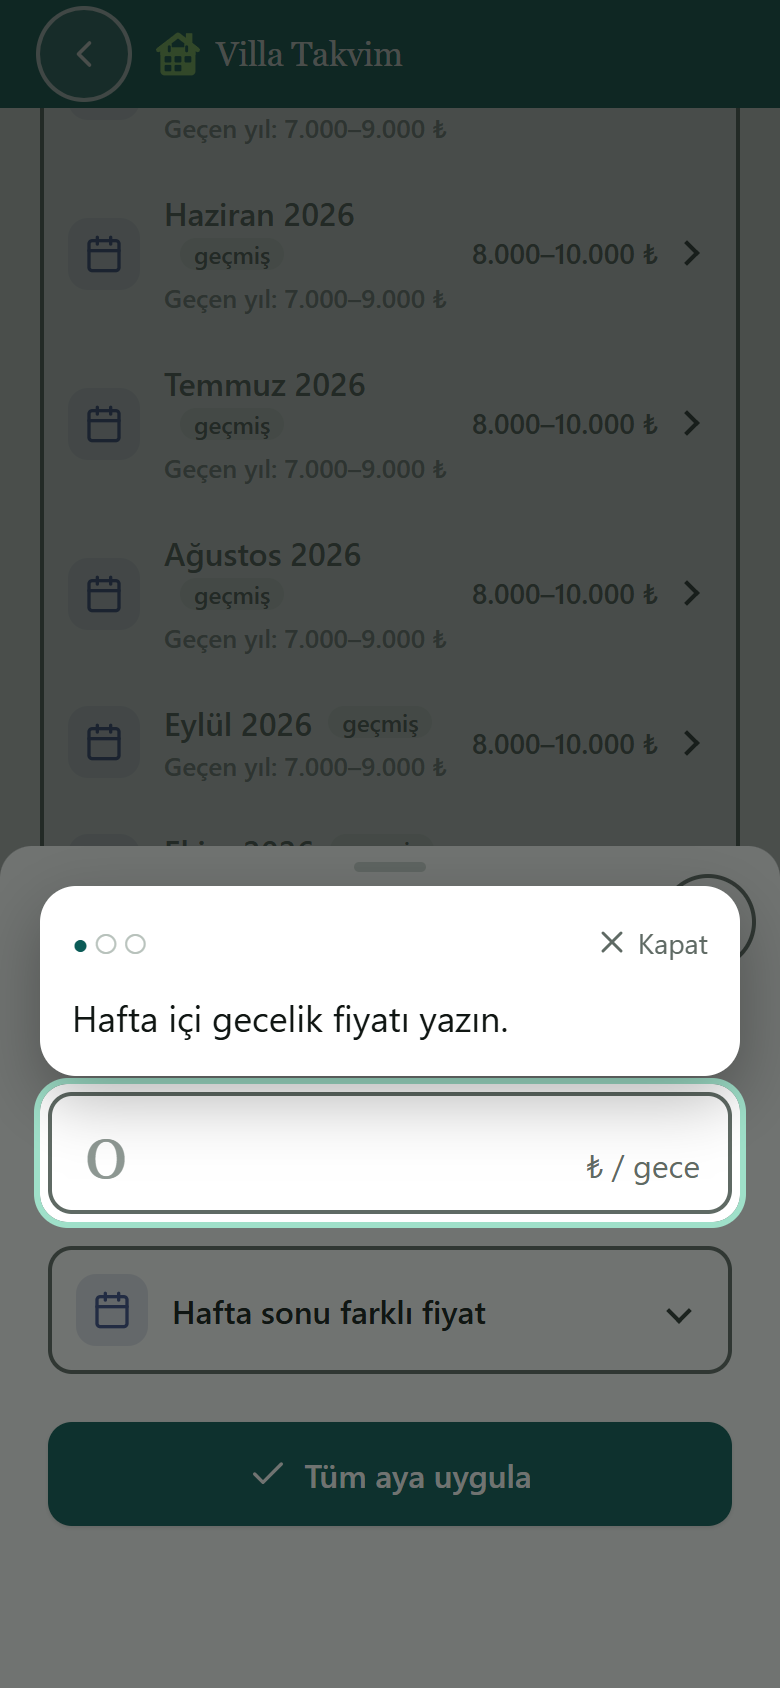 Villa Takvim
Geçen yıl: 7.000–9.000 ₺
Haziran 2026
geçmiş
8.000–10.000 ₺
Geçen yıl: 7.000–9.000 ₺
Temmuz 2026
geçmiş
8.000–10.000 ₺
Geçen yıl: 7.000–9.000 ₺
Ağustos 2026
geçmiş
8.000–10.000 ₺
Geçen yıl: 7.000–9.000 ₺
Eylül 2026 geçmiş
8.000–10.000 ₺
Geçen yıl: 7.000–9.000 ₺
Kapat
Hafta içi gecelik fiyatı yazın.
0 ₺ / gece
Hafta sonu farklı fiyat
Tüm aya uygula